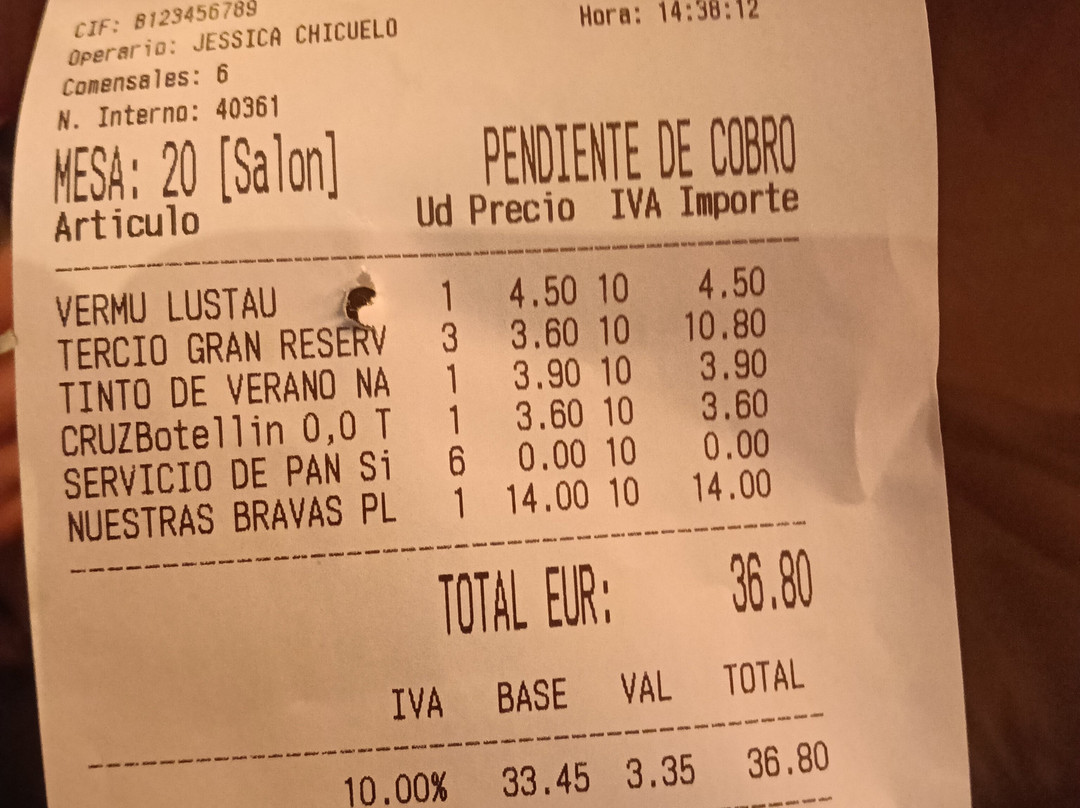 CIF: B123456789
Hora: 14:38:12
Operario: JESSICA CHICUELO
Comensales: 6
N. Interno: 40361
MESA: 20 [Salon] PENDIENTE DE COBRO
Articulo Ud Precio IVA Importe
VERMU LUSTAU 1 4.50 10 4.50
TERCIO GRAN RESERV 3 3.60 10 10.80
TINTO DE VERANO NA 1 3.90 10 3.90
CRUZBotellin 0,0 T 1 3.60 10 3.60
SERVICIO DE PAN Si 6 0.00 10 0.00
NUESTRAS BRAVAS PL 1 14.00 10 14.00
TOTAL EUR: 36.80
IVA BASE VAL TOTAL
10.00% 33.45 3.35 36.80